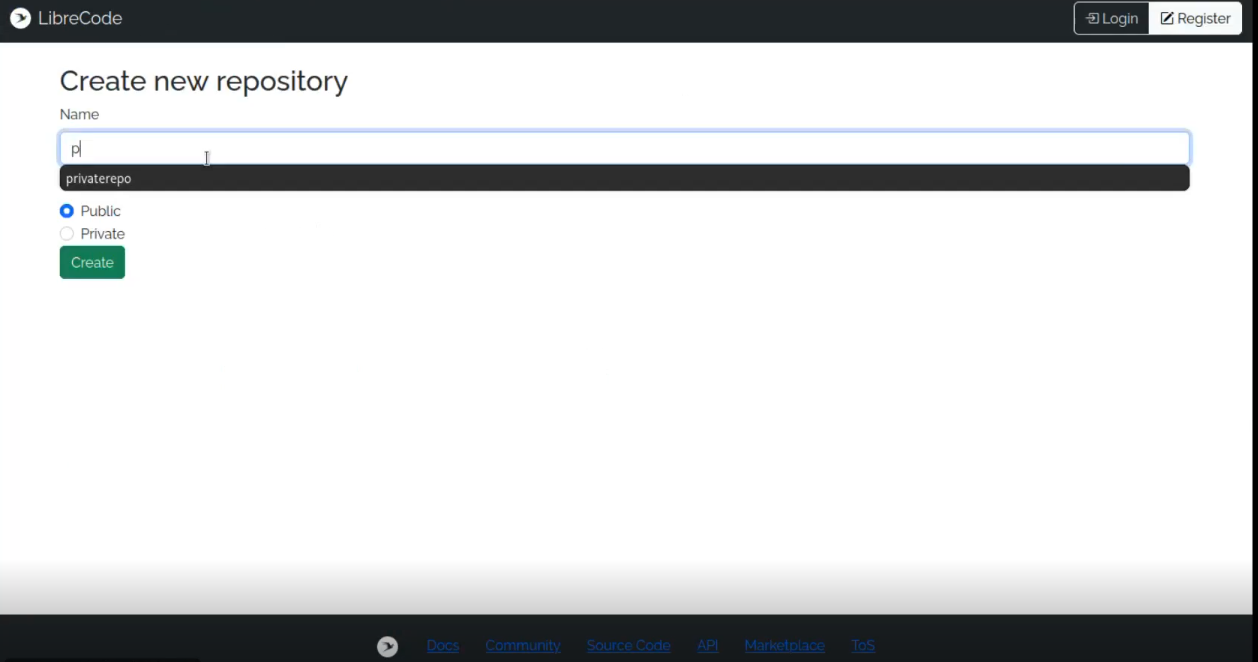 LibreCode
Login
Register
Create new repository
Name
p
privaterepo
Public
Private
Create
Docs Community Source Code API Marketplace ToS